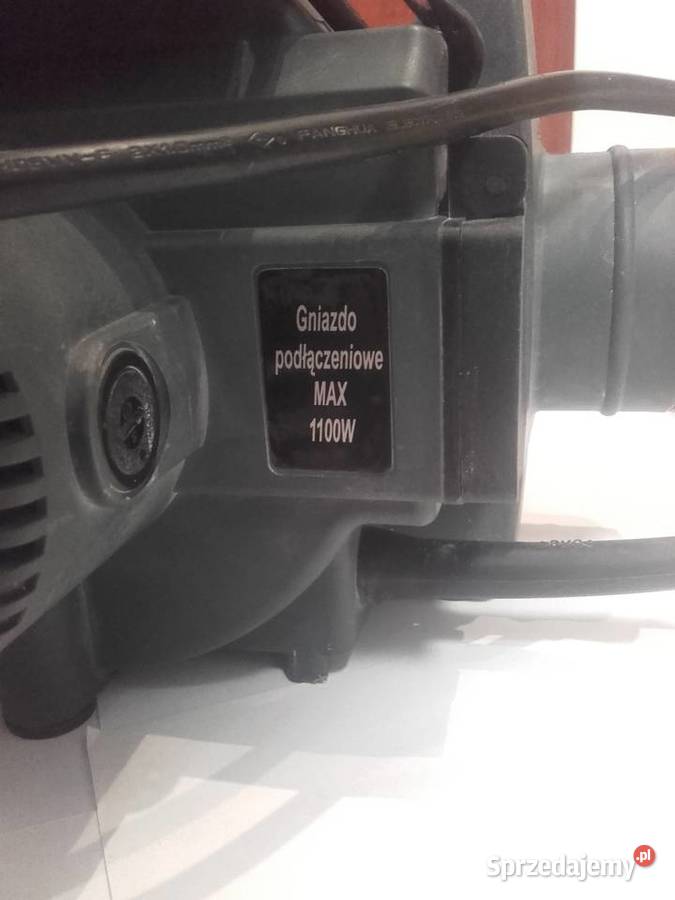 FANGHUA
Gniazdo
podłączeniowe
MAX
1100W
Sprzedajemy.pl